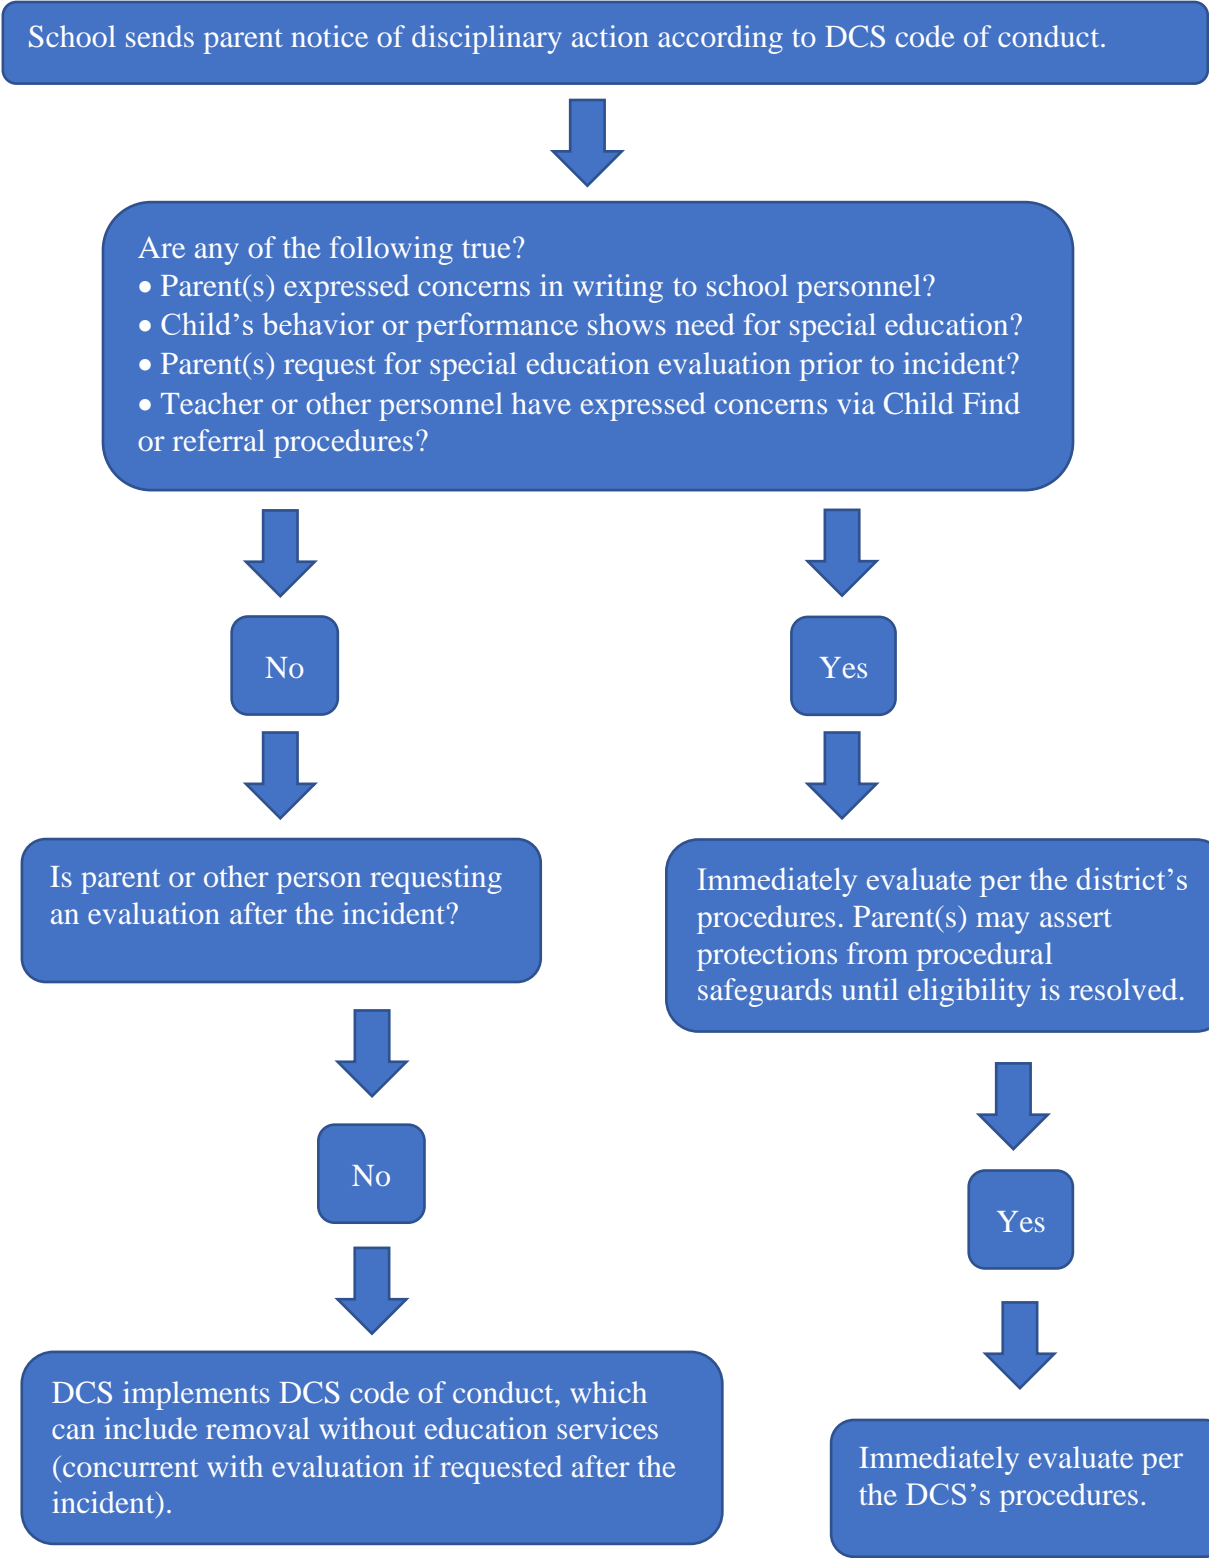 School sends parent notice of disciplinary action according to DCS code of conduct.
Are any of the following true?
• Parent(s) expressed concerns in writing to school personnel?
• Child’s behavior or performance shows need for special education?
• Parent(s) request for special education evaluation prior to incident?
• Teacher or other personnel have expressed concerns via Child Find
or referral procedures?
No
Yes
Is parent or other person requesting
an evaluation after the incident?
Immediately evaluate per the district’s
procedures. Parent(s) may assert
protections from procedural
safeguards until eligibility is resolved.
No
Yes
DCS implements DCS code of conduct, which
can include removal without education services
(concurrent with evaluation if requested after the
incident).
Immediately evaluate per
the DCS’s procedures.